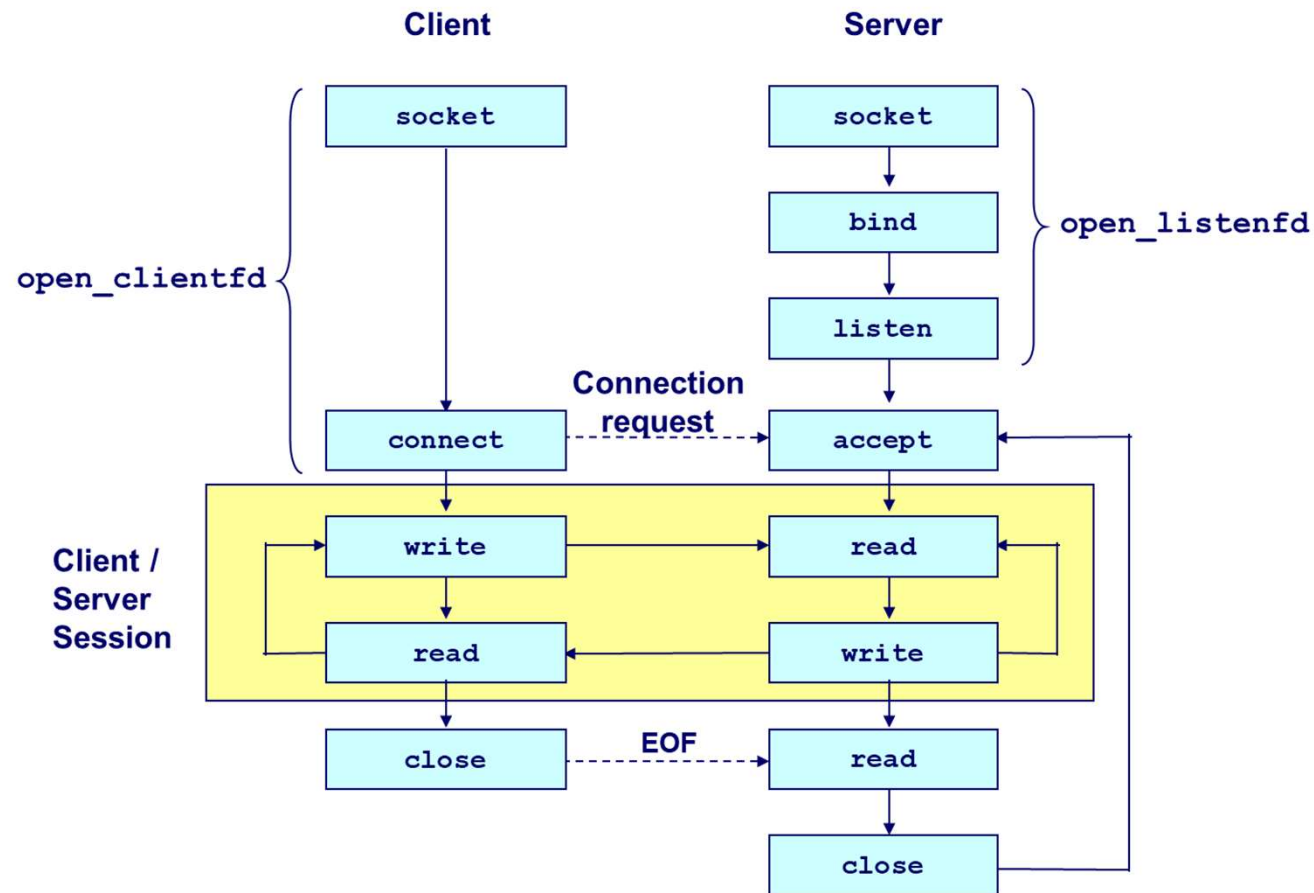 Client
Server
socket
socket
bind
open_listenfd
open_clientfd
listen
Connection
request
connect
accept
Client /
Server
Session
write
read
read
write
close
EOF
read
close